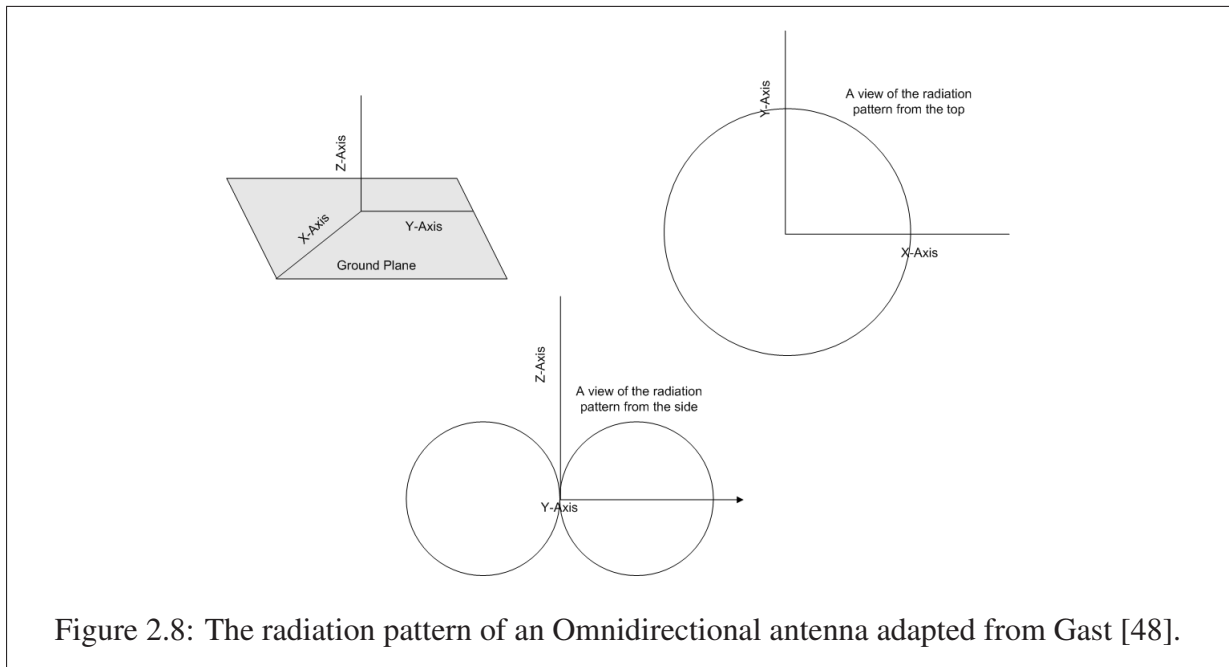 Z-Axis
X-Axis
Y-Axis
Ground Plane
Y-Axis
A view of the radiation
pattern from the top
X-Axis
Z-Axis
A view of the radiation
pattern from the side
Y-Axis
Figure 2.8: The radiation pattern of an Omnidirectional antenna adapted from Gast [48].